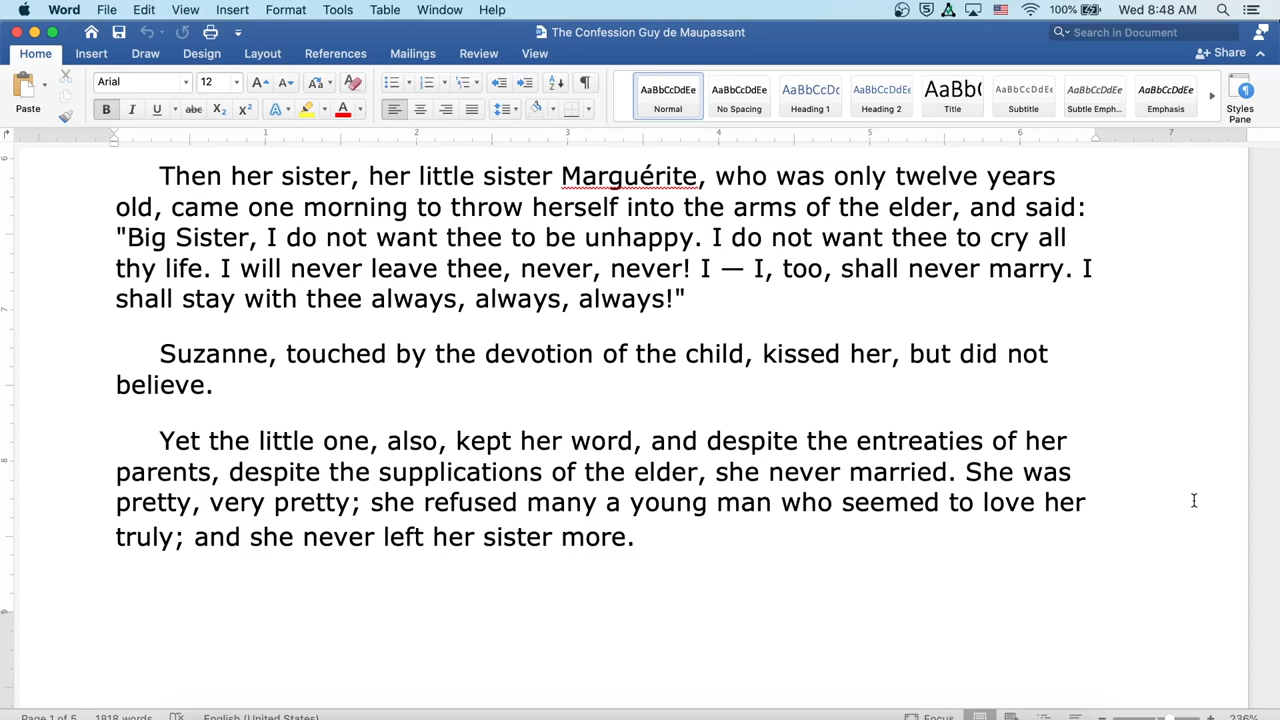 Word File Edit View Insert Format Tools Table Window Help 100% Wed 8:48 AM
The Confession Guy de Maupassant Search in Document
Home Insert Draw Design Layout References Mailings Review View Share
Paste Arial 12 AaBbCcDdEe AaBbCcDdEe AaBbCcDc AaBbCcDdEe AaBbC AaBbCcDdEe AaBbCcDdEe AaBbCcDdEe
Normal No Spacing Heading 1 Heading 2 Title Subtitle Subtle Emph... Emphasis Styles Pane
1 2 3 4 5 6 7
Then her sister, her little sister Marguérite, who was only twelve years
old, came one morning to throw herself into the arms of the elder, and said:
"Big Sister, I do not want thee to be unhappy. I do not want thee to cry all
thy life. I will never leave thee, never, never! I — I, too, shall never marry. I
shall stay with thee always, always, always!"
Suzanne, touched by the devotion of the child, kissed her, but did not
believe.
Yet the little one, also, kept her word, and despite the entreaties of her
parents, despite the supplications of the elder, she never married. She was
pretty, very pretty; she refused many a young man who seemed to love her
truly; and she never left her sister more.
Page 1 of 5 1818 words English (United States) Focus 236%